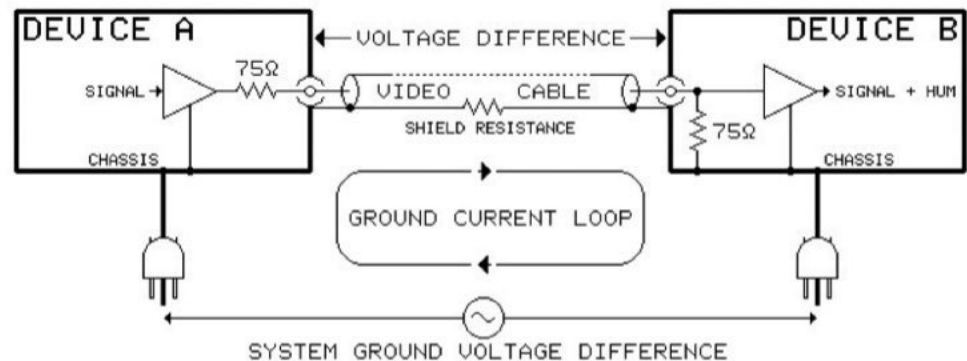 DEVICE A
VOLTAGE DIFFERENCE
DEVICE B
75Ω
SIGNAL
VIDEO CABLE
SIGNAL + HUM
SHIELD RESISTANCE
75Ω
CHASSIS
CHASSIS
GROUND CURRENT LOOP
SYSTEM GROUND VOLTAGE DIFFERENCE